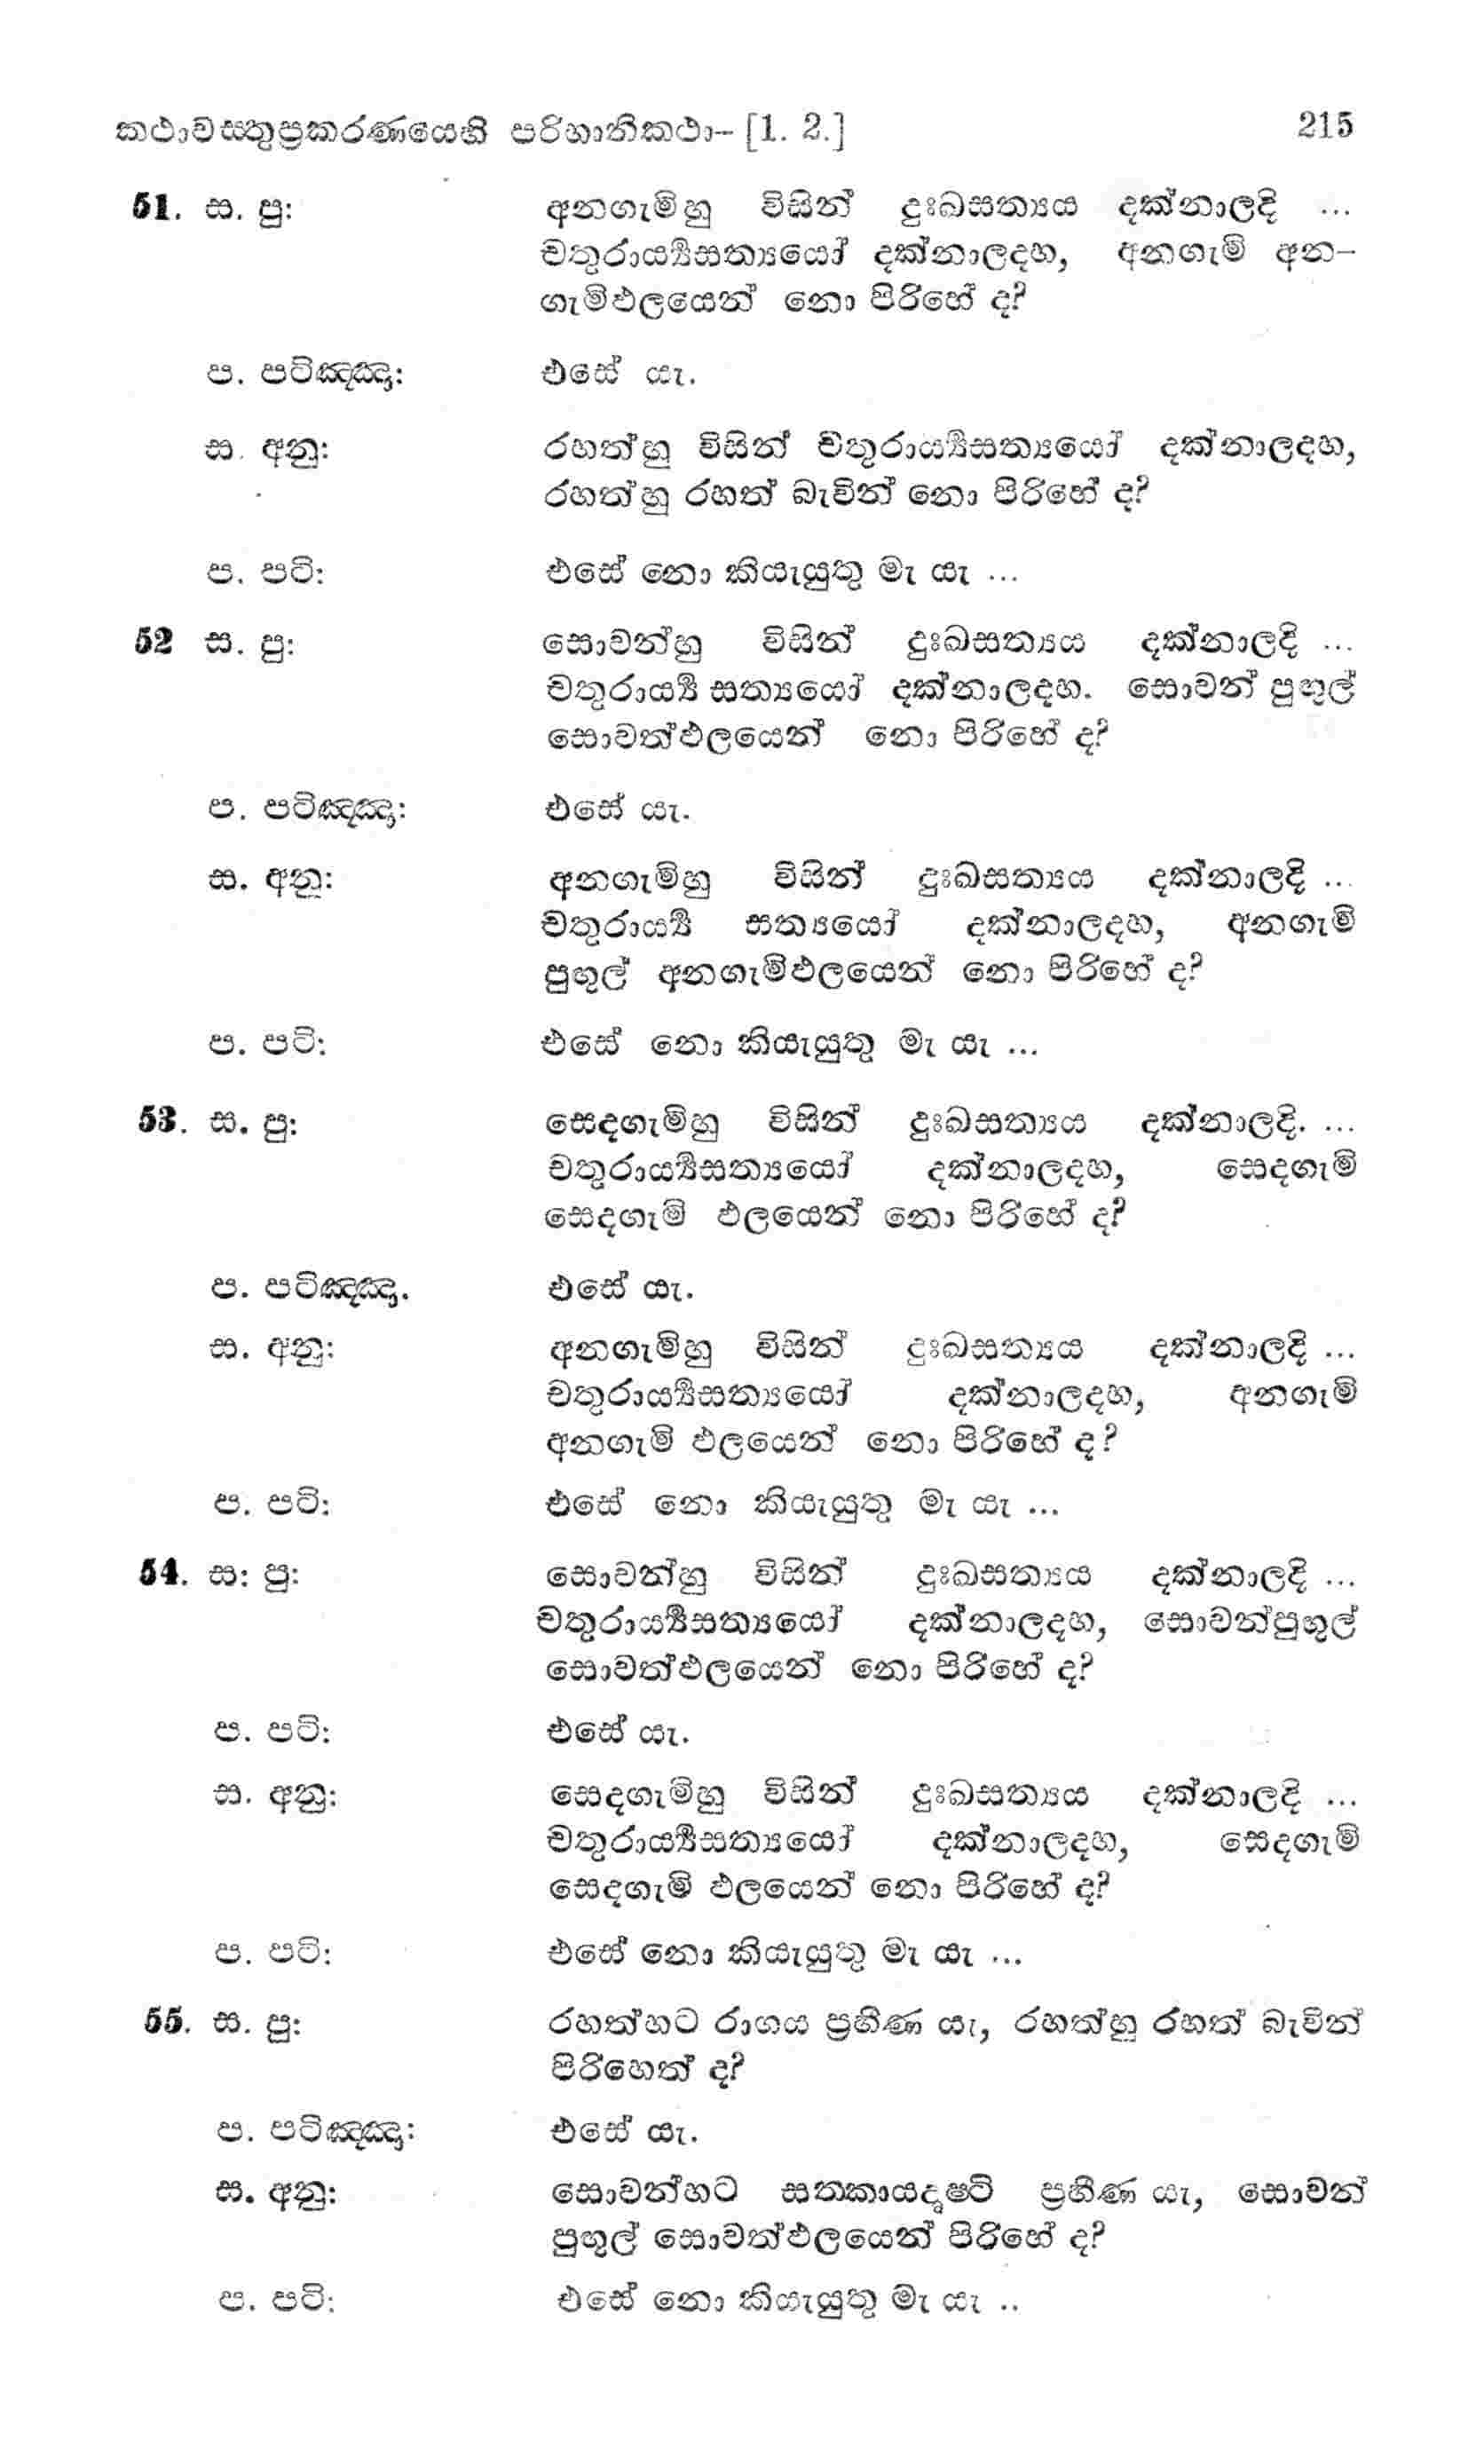 කථාවස්තුප්‍රකරණයෙහි පරිහානිකථා- [1. 2.] 215
51. ස. පු: අනගැමිහු විසින් දුඃඛසත්‍යය දක්නාලදි ...
චතුරාර්‍ය්‍යසත්‍යයෝ දක්නාලදහ, අනගැමි අන-
ගැමිඵලයෙන් නො පිරිහේ ද?
ප. පටිඤ්ඤා: එසේ යැ.
ස. අනු: රහත්හු විසින් චතුරාර්‍ය්‍යසත්‍යයෝ දක්නාලදහ,
රහත්හු රහත් බැවින් නො පිරිහේ ද?
ප. පටි: එසේ නො කියැයුතු මැ යැ ...
52 ස. පු: සොවන්හු විසින් දුඃඛසත්‍යය දක්නාලදි ...
චතුරාර්‍ය්‍ය සත්‍යයෝ දක්නාලදහ. සොවන් පුඟුල්
සොවන්ඵලයෙන් නො පිරිහේ ද?
ප. පටිඤ්ඤා: එසේ යැ.
ස. අනු: අනගැමිහු විසින් දුඃඛසත්‍යය දක්නාලදි ...
චතුරාර්‍ය්‍ය සත්‍යයෝ දක්නාලදහ, අනගැමි
පුඟුල් අනගැමිඵලයෙන් නො පිරිහේ ද?
ප. පටි: එසේ නො කියැයුතු මැ යැ ...
53. ස. පු: සෙදගැමිහු විසින් දුඃඛසත්‍යය දක්නාලදි. ...
චතුරාර්‍ය්‍යසත්‍යයෝ දක්නාලදහ, සෙදගැමි
සෙදගැමි ඵලයෙන් නො පිරිහේ ද?
ප. පටිඤ්ඤා. එසේ යැ.
ස. අනු: අනගැමිහු විසින් දුඃඛසත්‍යය දක්නාලදි ...
චතුරාර්‍ය්‍යසත්‍යයෝ දක්නාලදහ, අනගැමි
අනගැමි ඵලයෙන් නො පිරිහේ ද?
ප. පටි: එසේ නො කියැයුතු මැ යැ ...
54. ස: පු: සොවන්හු විසින් දුඃඛසත්‍යය දක්නාලදි ...
චතුරාර්‍ය්‍යසත්‍යයෝ දක්නාලදහ, සොවන්පුඟුල්
සොවන්ඵලයෙන් නො පිරිහේ ද?
ප. පටි: එසේ යැ.
ස. අනු: සෙදගැමිහු විසින් දුඃඛසත්‍යය දක්නාලදි ...
චතුරාර්‍ය්‍යසත්‍යයෝ දක්නාලදහ, සෙදගැමි
සෙදගැමි ඵලයෙන් නො පිරිහේ ද?
ප. පටි: එසේ නො කියැයුතු මැ යැ ...
55. ස. පු: රහත්හට රාගය ප්‍රහීණ යැ, රහත්හු රහත් බැවින්
පිරිහෙත් ද?
ප. පටිඤ්ඤා: එසේ යැ.
ස. අනු: සොවන්හට සත්කායදෘෂ්ටි ප්‍රහීණ යැ, සොවන්
පුඟුල් සොවන්ඵලයෙන් පිරිහේ ද?
ප. පටි: එසේ නො කියැයුතු මැ යැ ..